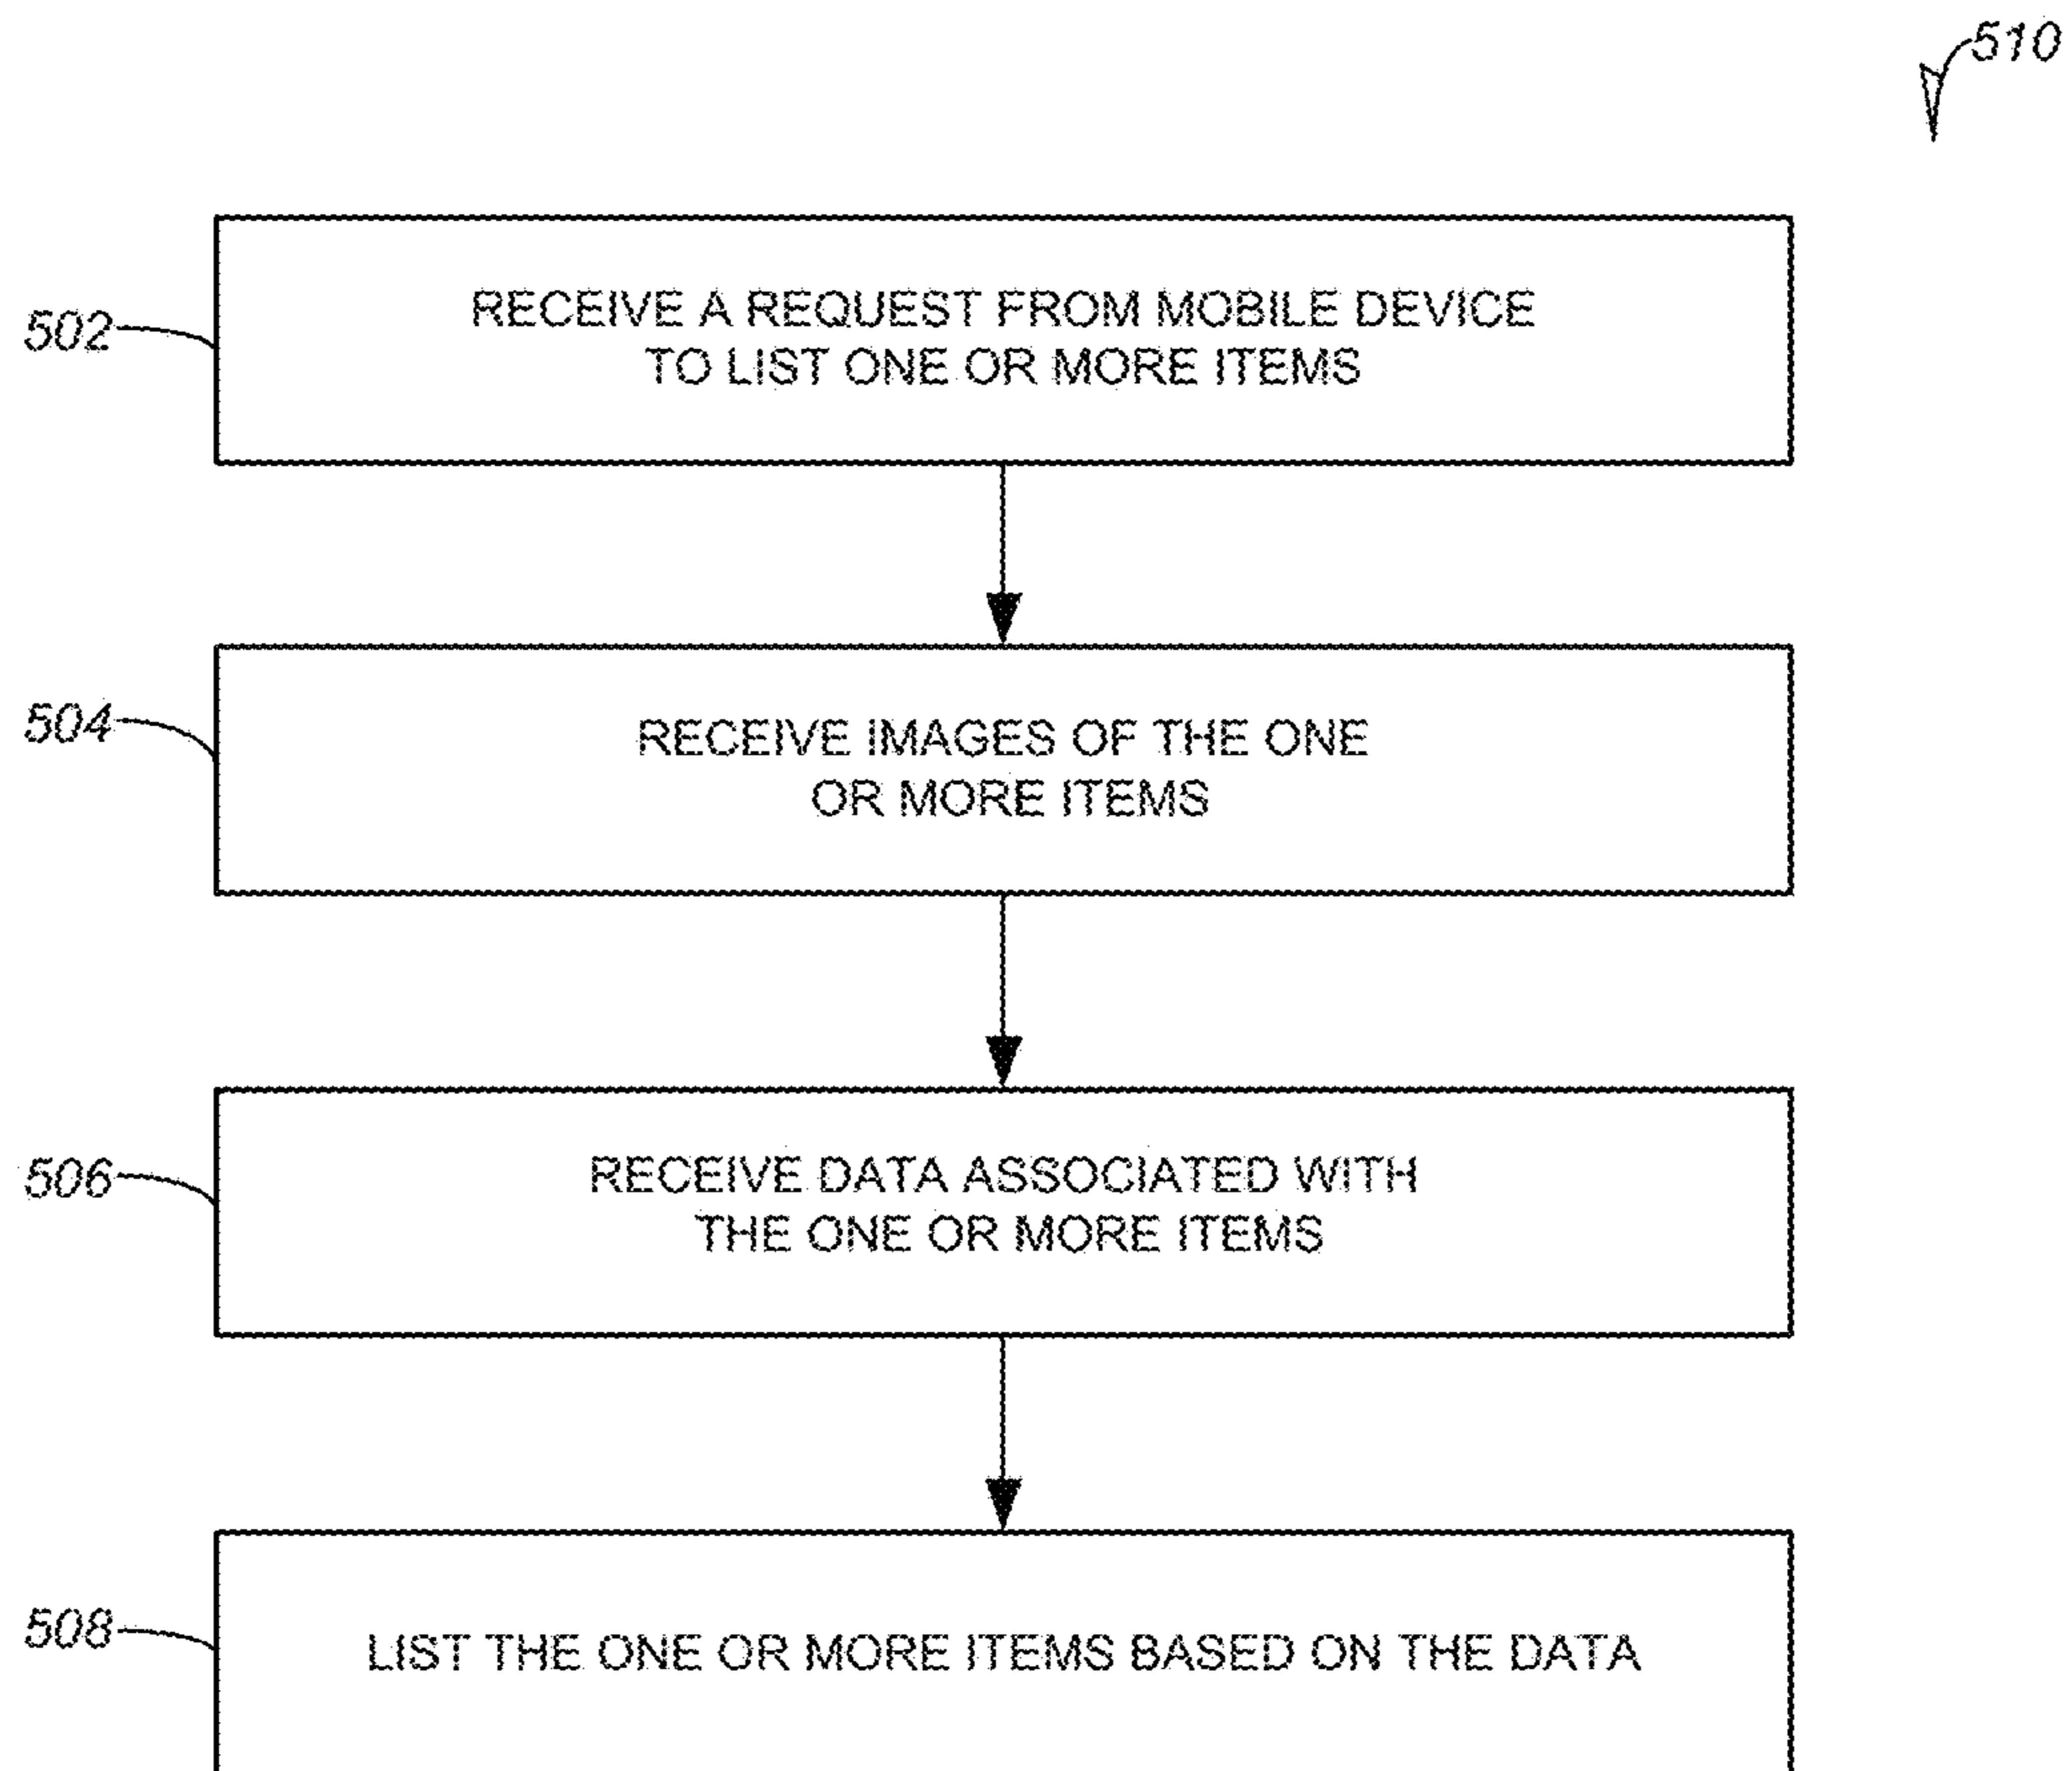 510
502
RECEIVE A REQUEST FROM MOBILE DEVICE
TO LIST ONE OR MORE ITEMS
504
RECEIVE IMAGES OF THE ONE
OR MORE ITEMS
506
RECEIVE DATA ASSOCIATED WITH
THE ONE OR MORE ITEMS
508
LIST THE ONE OR MORE ITEMS BASED ON THE DATA